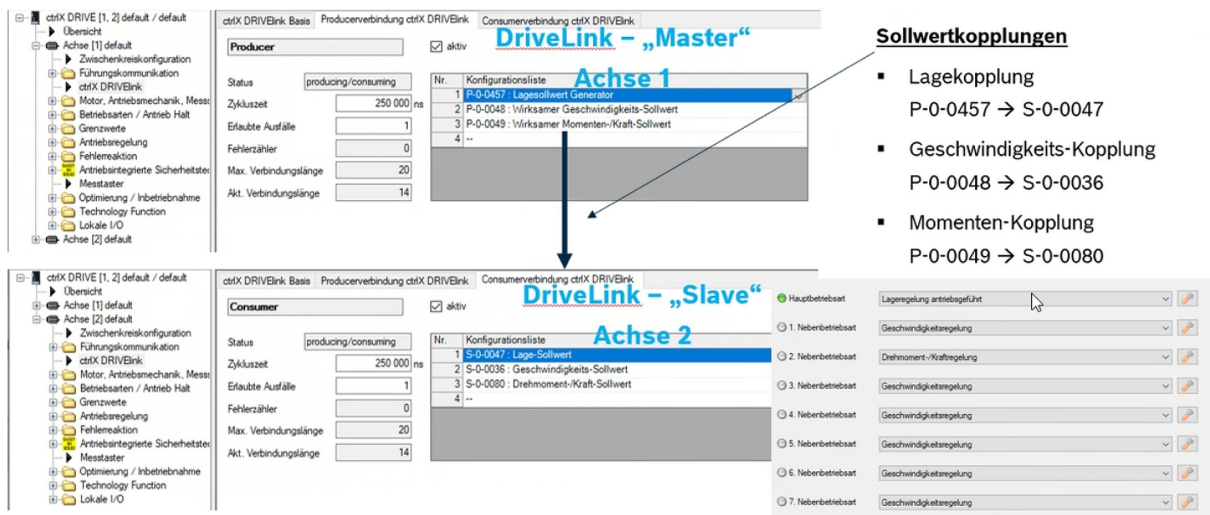 ctrlX DRIVE [1, 2] default / default
Übersicht
Achse [1] default
Zwischenkreiskonfiguration
Führungskommunikation
ctrlX DRIVElink
Motor, Antriebsmechanik, Mess
Betriebsarten / Antrieb Halt
Grenzwerte
Antriebsregelung
Fehlerreaktion
Antriebsintegrierte Sicherheitstec
Messtaster
Optimierung / Inbetriebnahme
Technology Function
Lokale I/O
Achse [2] default
ctrlX DRIVElink Basis Producerverbindung ctrlX DRIVElink Consumerverbindung ctrlX DRIVElink
Producer
aktiv
DriveLink – „Master“
Achse 1
Status producing/consuming
Zykluszeit 250 000 ns
Erlaubte Ausfälle 1
Fehlerzähler 0
Max. Verbindungslänge 20
Akt. Verbindungslänge 14
Nr. Konfigurationsliste
1 P-0-0457 : Lagesollwert Generator
2 P-0-0048 : Wirksamer Geschwindigkeits-Sollwert
3 P-0-0049 : Wirksamer Momenten-/Kraft-Sollwert
4 --
Sollwertkopplungen
▪ Lagekopplung
P-0-0457 → S-0-0047
▪ Geschwindigkeits-Kopplung
P-0-0048 → S-0-0036
▪ Momenten-Kopplung
P-0-0049 → S-0-0080
ctrlX DRIVE [1, 2] default / default
Übersicht
Achse [1] default
Achse [2] default
Zwischenkreiskonfiguration
Führungskommunikation
ctrlX DRIVElink
Motor, Antriebsmechanik, Mess
Betriebsarten / Antrieb Halt
Grenzwerte
Antriebsregelung
Fehlerreaktion
Antriebsintegrierte Sicherheitstec
Messtaster
Optimierung / Inbetriebnahme
Technology Function
Lokale I/O
ctrlX DRIVElink Basis Producerverbindung ctrlX DRIVElink Consumerverbindung ctrlX DRIVElink
Consumer
aktiv
DriveLink – „Slave“
Achse 2
Status producing/consuming
Zykluszeit 250 000 ns
Erlaubte Ausfälle 1
Fehlerzähler 0
Max. Verbindungslänge 20
Akt. Verbindungslänge 14
Nr. Konfigurationsliste
1 S-0-0047 : Lage-Sollwert
2 S-0-0036 : Geschwindigkeits-Sollwert
3 S-0-0080 : Drehmoment-/Kraft-Sollwert
4 --
Hauptbetriebsart Lageregelung antriebsgeführt
1. Nebenbetriebsart Geschwindigkeitsregelung
2. Nebenbetriebsart Drehmoment-/Kraftregelung
3. Nebenbetriebsart Geschwindigkeitsregelung
4. Nebenbetriebsart Geschwindigkeitsregelung
5. Nebenbetriebsart Geschwindigkeitsregelung
6. Nebenbetriebsart Geschwindigkeitsregelung
7. Nebenbetriebsart Geschwindigkeitsregelung